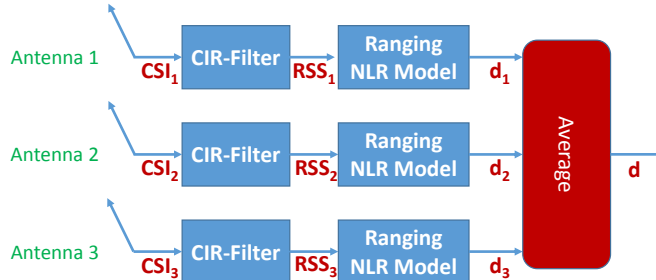 Antenna 1
CSI₁
CIR-Filter
RSS₁
Ranging
NLR Model
d₁
Antenna 2
CSI₂
CIR-Filter
RSS₂
Ranging
NLR Model
d₂
Antenna 3
CSI₃
CIR-Filter
RSS₃
Ranging
NLR Model
d₃
Average
d